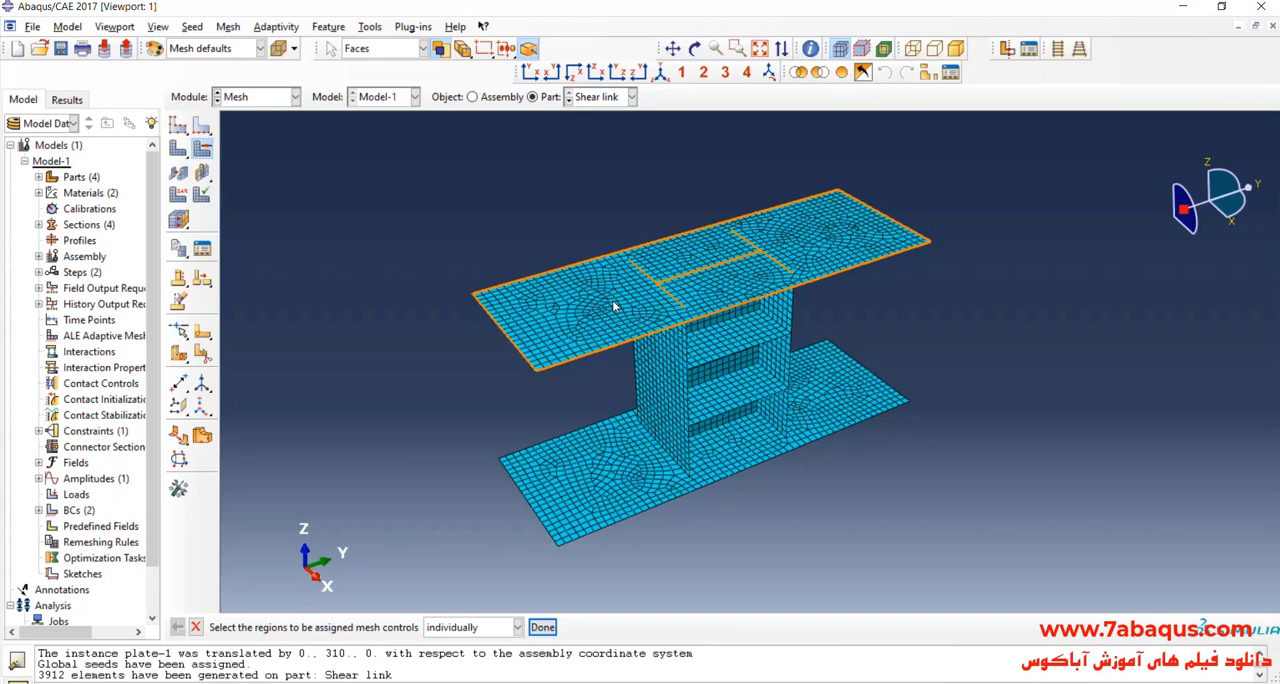 Abaqus/CAE 2017 [Viewport: 1]
File Model Viewport View Seed Mesh Adaptivity Feature Tools Plug-ins Help
Mesh defaults Faces
1 2 3 4
Model Results Module: Mesh Model: Model-1 Object: Assembly Part: Shear link
Model Dat
Models (1)
Model-1
Parts (4)
Materials (2)
Calibrations
Sections (4)
Profiles
Assembly
Steps (2)
Field Output Reque
History Output Rec
Time Points
ALE Adaptive Mesh
Interactions
Interaction Propert
Contact Controls
Contact Initializatio
Contact Stabilizatio
Constraints (1)
Connector Section
Fields
Amplitudes (1)
Loads
BCs (2)
Predefined Fields
Remeshing Rules
Optimization Tasks
Sketches
Annotations
Analysis
Jobs
Z
Y
X
Z
Y
X
Select the regions to be assigned mesh controls individually Done
www.7abaqus.com
دانلود فیلم های آموزش آباکوس
The instance plate-1 was translated by 0., 310., 0. with respect to the assembly coordinate system
Global seeds have been assigned.
3912 elements have been generated on part: Shear link